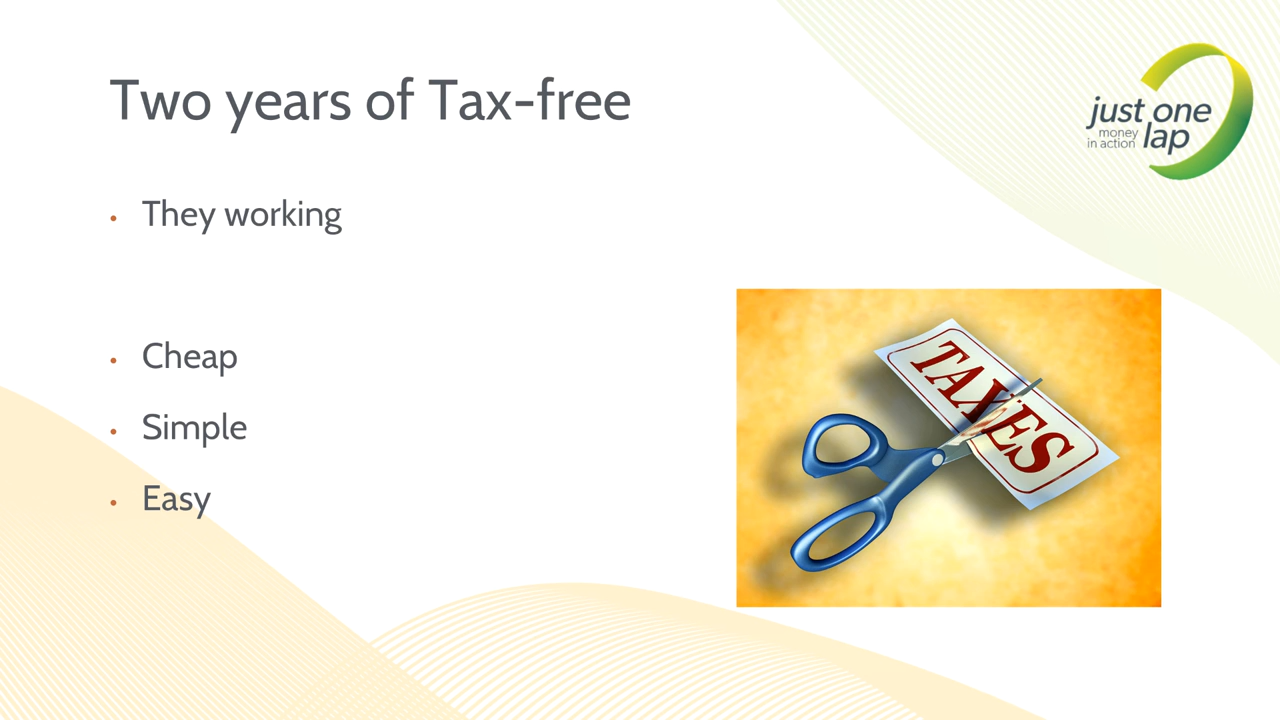 Two years of Tax-free
just one
money
in action
lap
• They working
• Cheap
• Simple
• Easy
TAXES